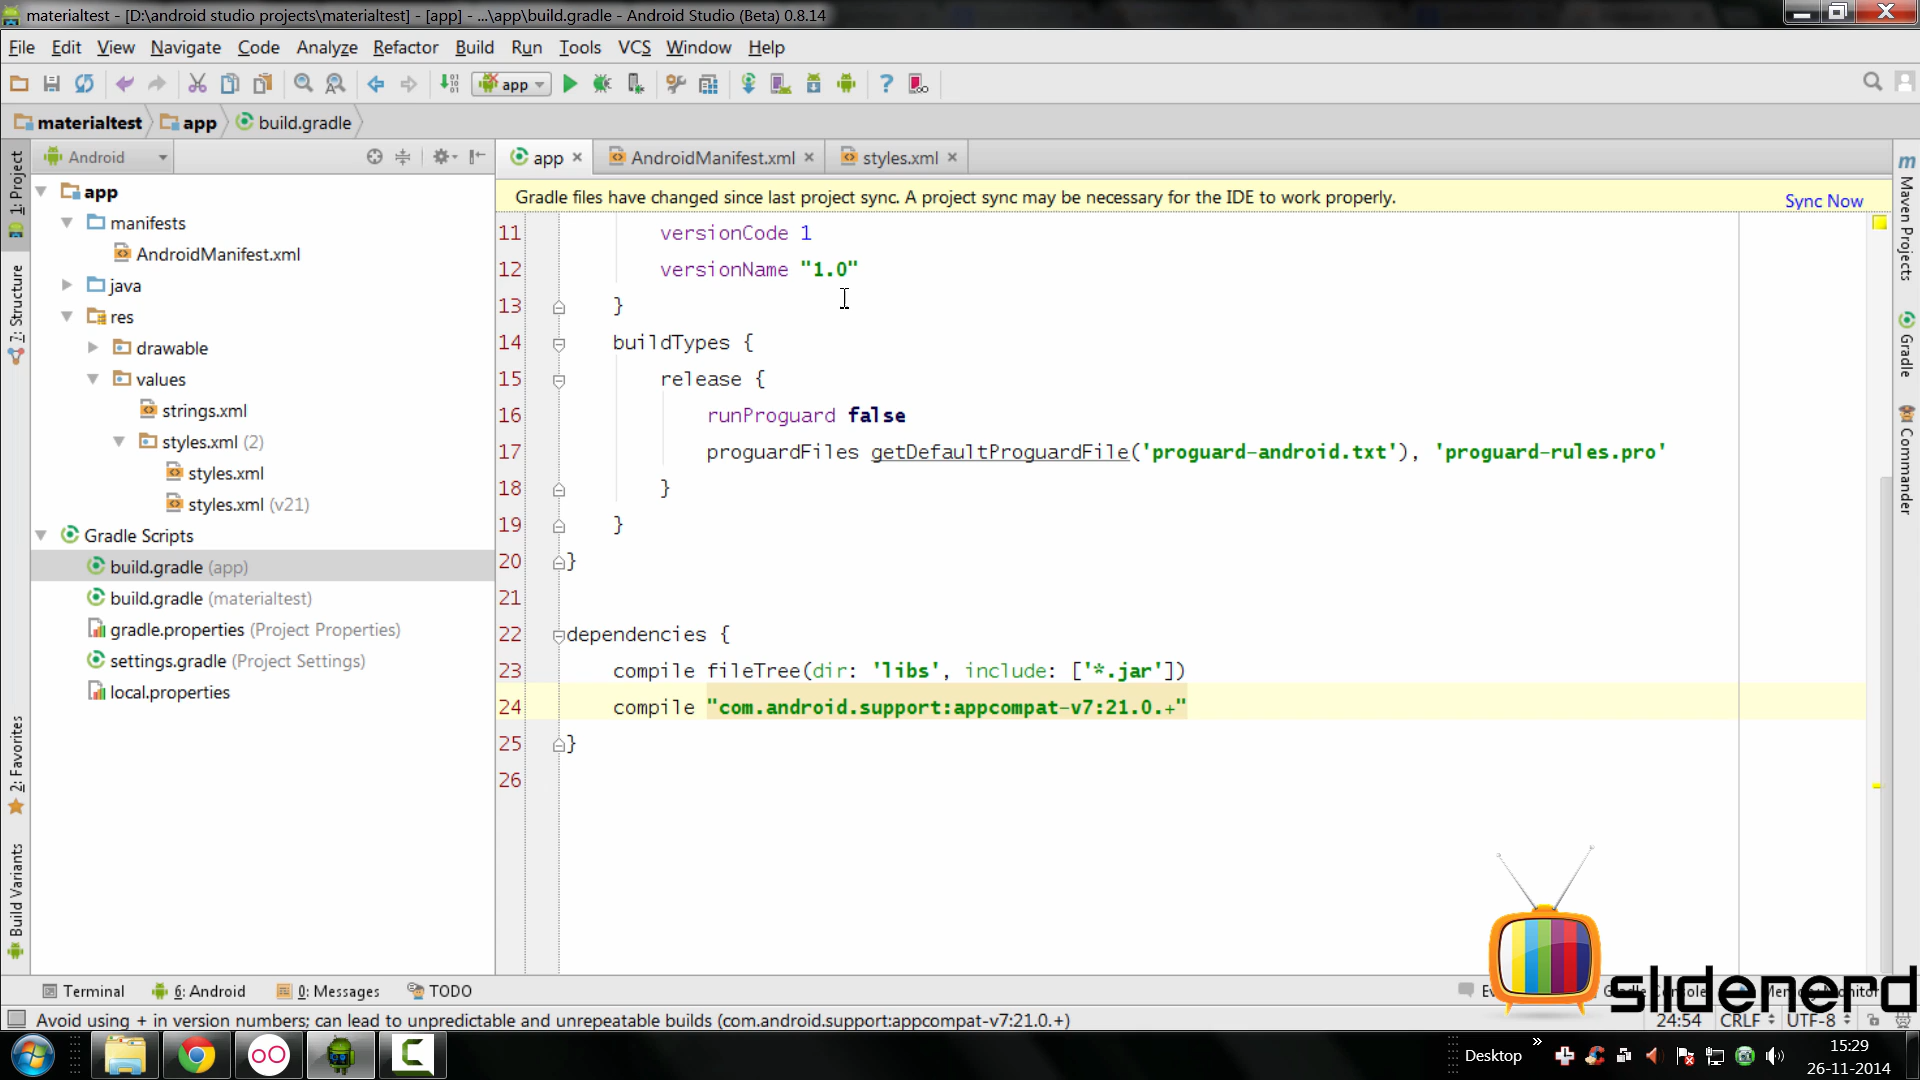 materialtest - [D:\android studio projects\materialtest] - [app] - ...\app\build.gradle - Android Studio (Beta) 0.8.14
File Edit View Navigate Code Analyze Refactor Build Run Tools VCS Window Help
app
materialtest app build.gradle
1: Project
7: Structure
2: Favorites
Build Variants
Android
app
manifests
AndroidManifest.xml
java
res
drawable
values
strings.xml
styles.xml (2)
styles.xml
styles.xml (v21)
Gradle Scripts
build.gradle (app)
build.gradle (materialtest)
gradle.properties (Project Properties)
settings.gradle (Project Settings)
local.properties
app AndroidManifest.xml styles.xml
Gradle files have changed since last project sync. A project sync may be necessary for the IDE to work properly. Sync Now
11 versionCode 1
12 versionName "1.0"
13 }
14 buildTypes {
15 release {
16 runProguard false
17 proguardFiles getDefaultProguardFile('proguard-android.txt'), 'proguard-rules.pro'
18 }
19 }
20 }
21
22 dependencies {
23 compile fileTree(dir: 'libs', include: ['*.jar'])
24 compile "com.android.support:appcompat-v7:21.0.+"
25 }
26
m Maven Projects
Gradle
Commander
slidenerd
Terminal 6: Android 0: Messages TODO
Avoid using + in version numbers; can lead to unpredictable and unrepeatable builds (com.android.support:appcompat-v7:21.0.+) 24:54 CRLF UTF-8
Desktop
15:29
26-11-2014